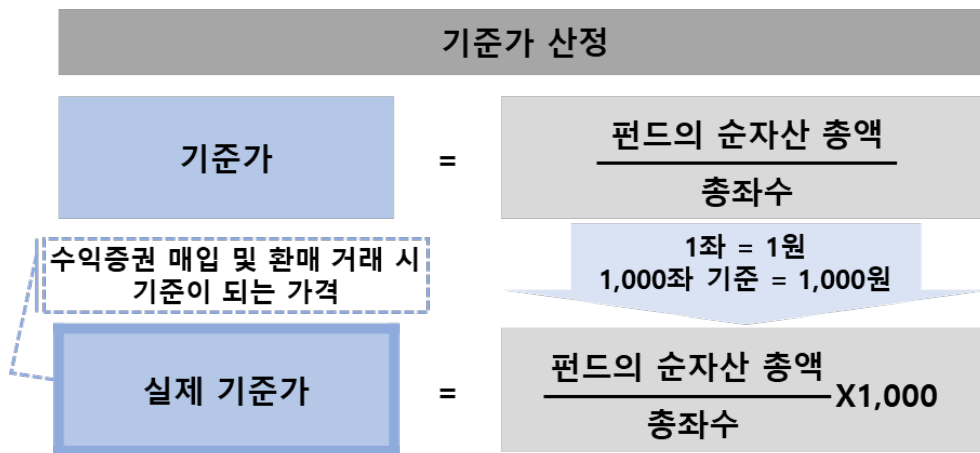 기준가 산정
기준가
=
펀드의 순자산 총액
총좌수
수익증권 매입 및 환매 거래 시
기준이 되는 가격
1좌 = 1원
1,000좌 기준 = 1,000원
실제 기준가
=
펀드의 순자산 총액
총좌수
X1,000